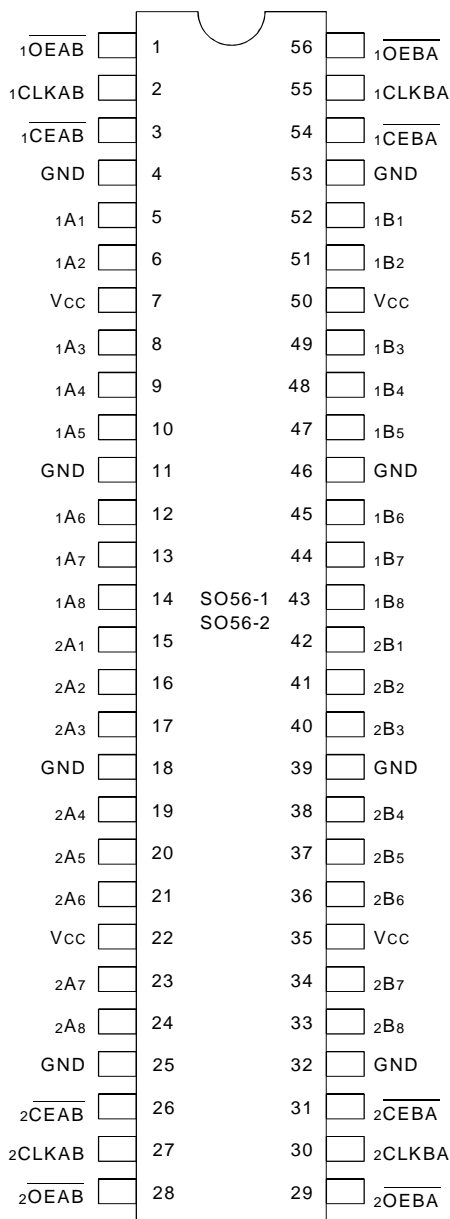 1OEAB 1 56 1OEBA
1CLKAB 2 55 1CLKBA
1CEAB 3 54 1CEBA
GND 4 53 GND
1A1 5 52 1B1
1A2 6 51 1B2
VCC 7 50 VCC
1A3 8 49 1B3
1A4 9 48 1B4
1A5 10 47 1B5
GND 11 46 GND
1A6 12 45 1B6
1A7 13 44 1B7
1A8 14 SO56-1 43 1B8
SO56-2
2A1 15 42 2B1
2A2 16 41 2B2
2A3 17 40 2B3
GND 18 39 GND
2A4 19 38 2B4
2A5 20 37 2B5
2A6 21 36 2B6
VCC 22 35 VCC
2A7 23 34 2B7
2A8 24 33 2B8
GND 25 32 GND
2CEAB 26 31 2CEBA
2CLKAB 27 30 2CLKBA
2OEAB 28 29 2OEBA